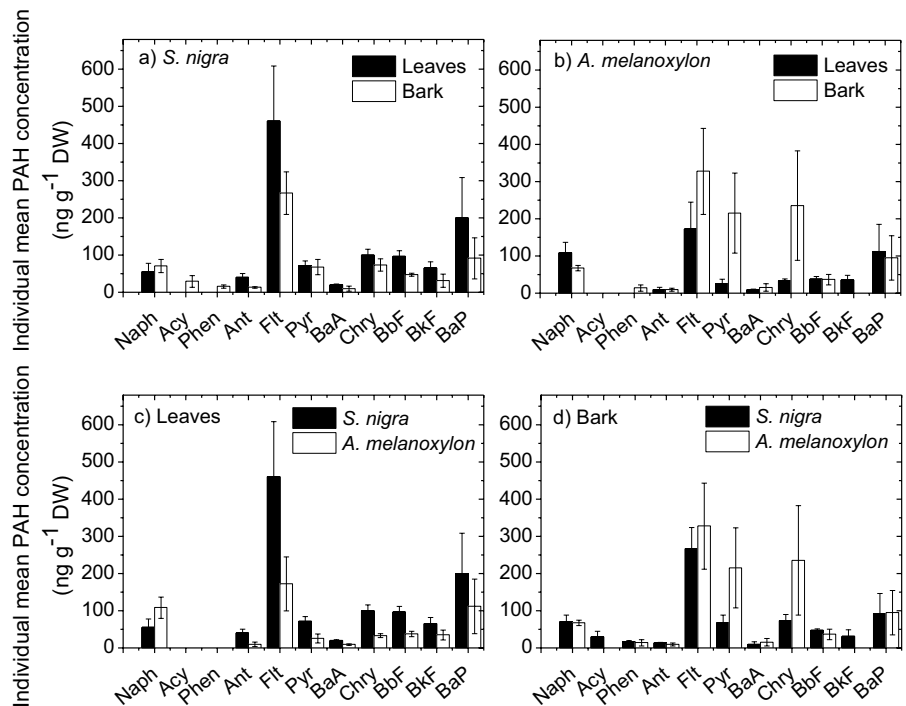 Individual mean PAH concentration
(ng g⁻¹ DW)
a) S. nigra
Leaves
Bark
600
500
400
300
200
100
0
Naph Acy Phen Ant Flt Pyr BaA Chry BbF BkF BaP
b) A. melanoxylon
Leaves
Bark
600
500
400
300
200
100
0
Naph Acy Phen Ant Flt Pyr BaA Chry BbF BkF BaP
Individual mean PAH concentration
(ng g⁻¹ DW)
c) Leaves
S. nigra
A. melanoxylon
600
500
400
300
200
100
0
Naph Acy Phen Ant Flt Pyr BaA Chry BbF BkF BaP
d) Bark
S. nigra
A. melanoxylon
600
500
400
300
200
100
0
Naph Acy Phen Ant Flt Pyr BaA Chry BbF BkF BaP